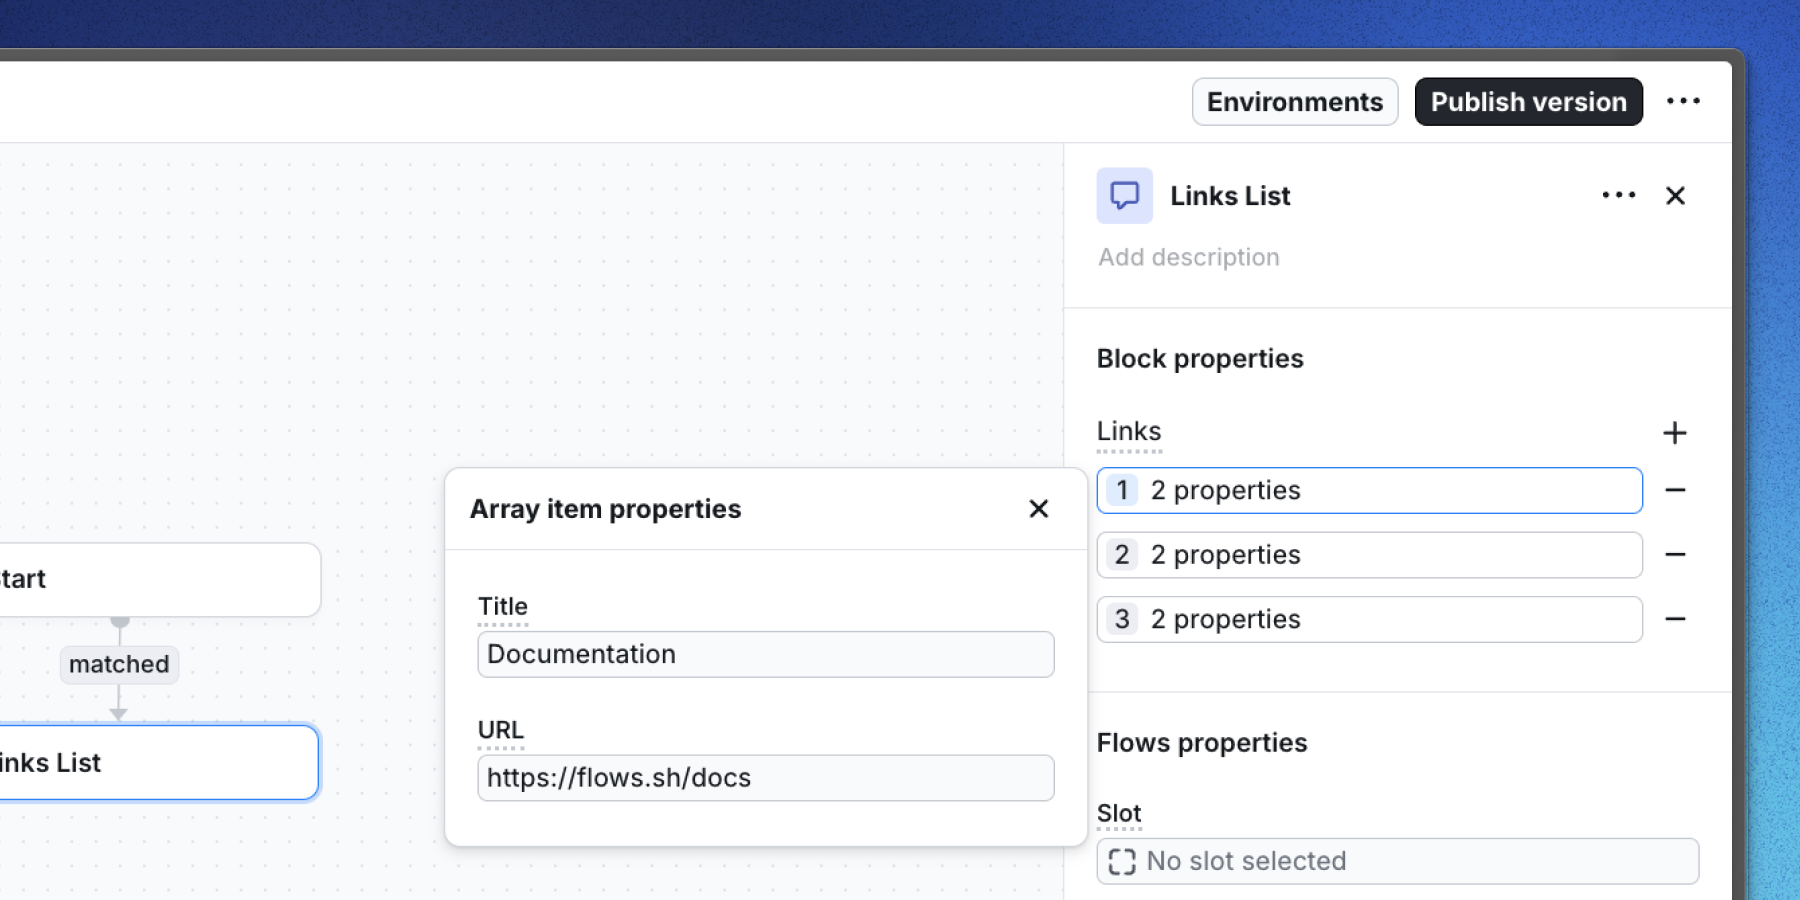 Environments
Publish version
Links List
Add description
Block properties
Links
1 2 properties
2 2 properties
3 2 properties
Array item properties
Title
Documentation
URL
https://flows.sh/docs
tart
matched
inks List
Flows properties
Slot
No slot selected